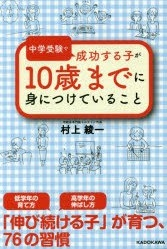 中学受験で
成功する子が
10歳までに
身につけていること
村上 綾一
低学年の
育て方
高学年の
伸ばし方
「伸び続ける子」が育つ、
76の習慣
KADOKAWA